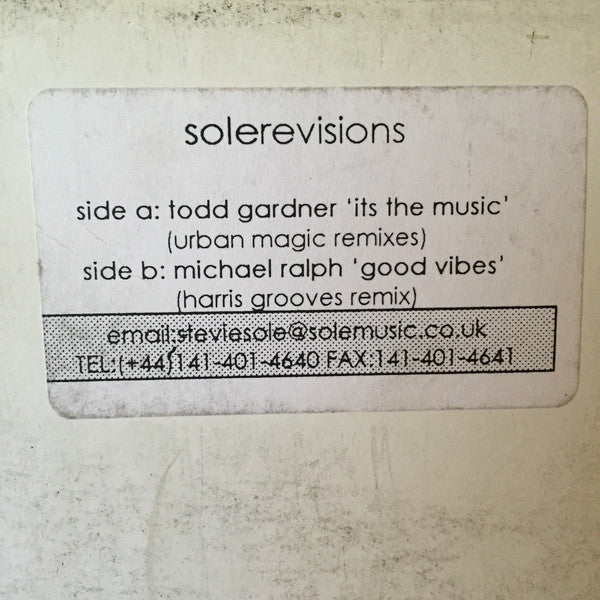 solerevisions
side a: todd gardner 'its the music'
(urban magic remixes)
side b: michael ralph 'good vibes'
(harris grooves remix)
email:steviesole@solemusic.co.uk
TEL:(+44)141-401-4640 FAX:141-401-4641